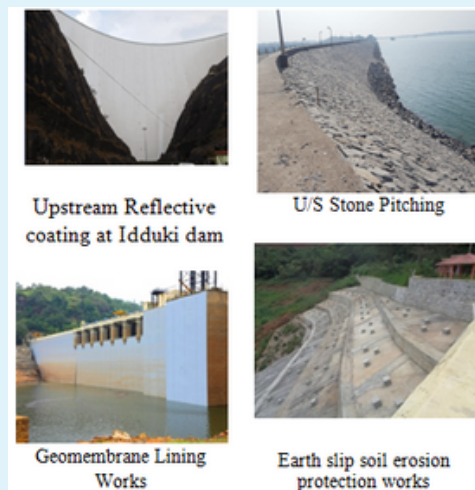 Upstream Reflective
coating at Idduki dam
U/S Stone Pitching
Geomembrane Lining
Works
Earth slip soil erosion
protection works